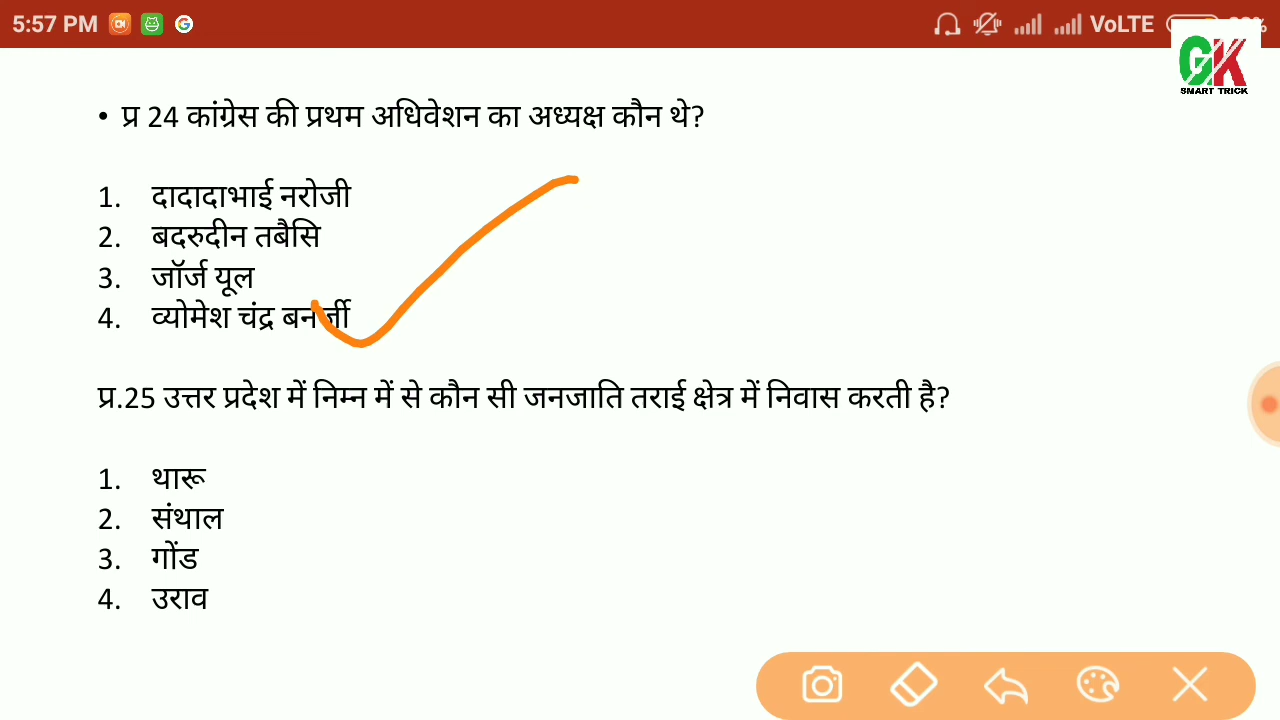 5:57 PM VoLTE
GK
SMART TRICK
• प्र 24 कांग्रेस की प्रथम अधिवेशन का अध्यक्ष कौन थे?
1. दादादाभाई नरोजी
2. बदरुदीन तबैसि
3. जॉर्ज यूल
4. व्योमेश चंद्र बनर्जी
प्र.25 उत्तर प्रदेश में निम्न में से कौन सी जनजाति तराई क्षेत्र में निवास करती है?
1. थारू
2. संथाल
3. गोंड
4. उराव